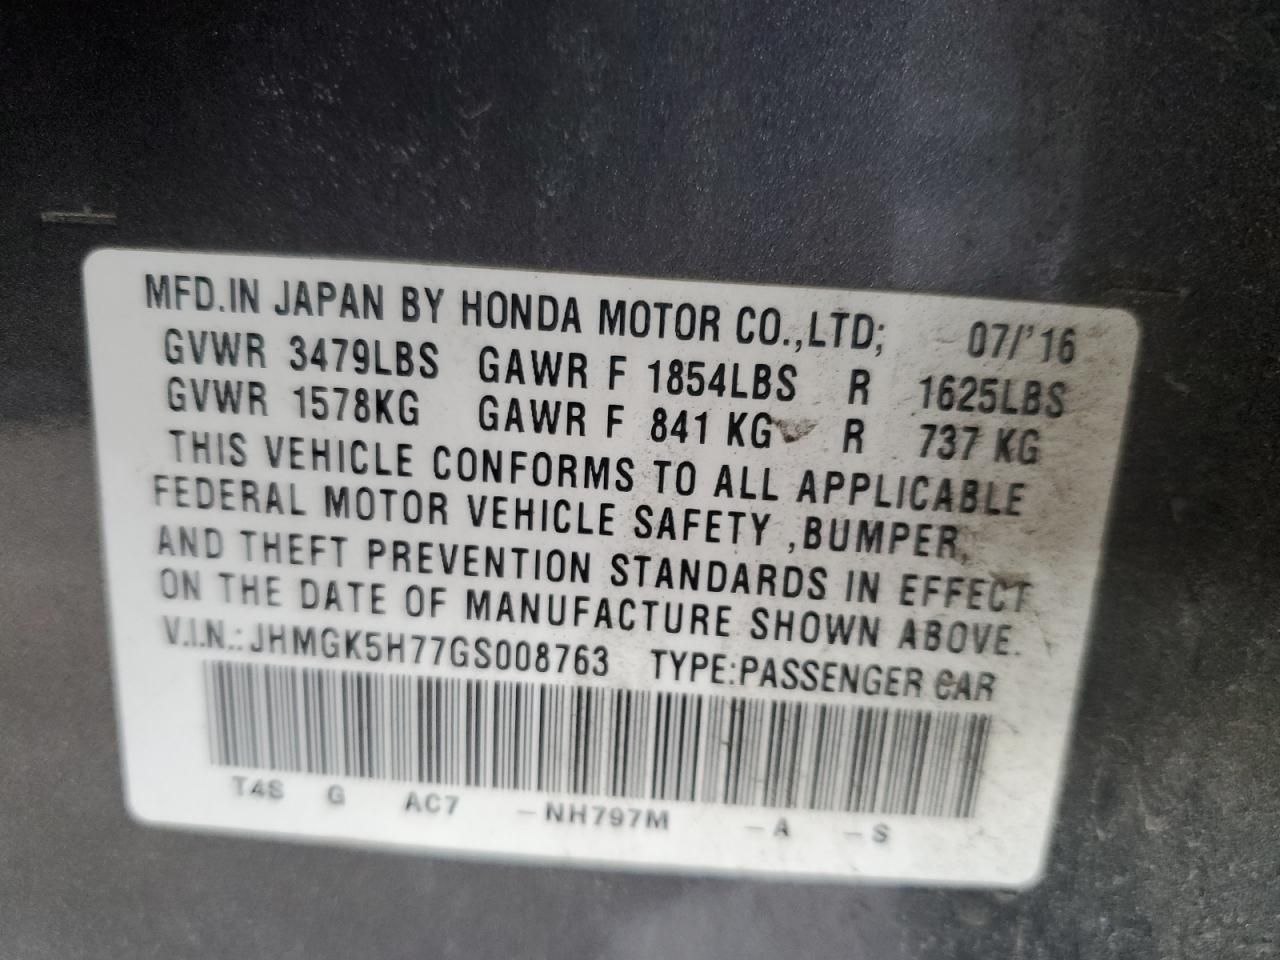 MFD.IN JAPAN BY HONDA MOTOR CO.,LTD; 07/'16
GVWR 3479LBS GAWR F 1854LBS R 1625LBS
GVWR 1578KG GAWR F 841 KG R 737 KG
THIS VEHICLE CONFORMS TO ALL APPLICABLE
FEDERAL MOTOR VEHICLE SAFETY ,BUMPER,
AND THEFT PREVENTION STANDARDS IN EFFECT
ON THE DATE OF MANUFACTURE SHOWN ABOVE.
V.I.N.: JHMGK5H77GS008763 TYPE:PASSENGER CAR
T4S G AC7 -NH797M -A -S